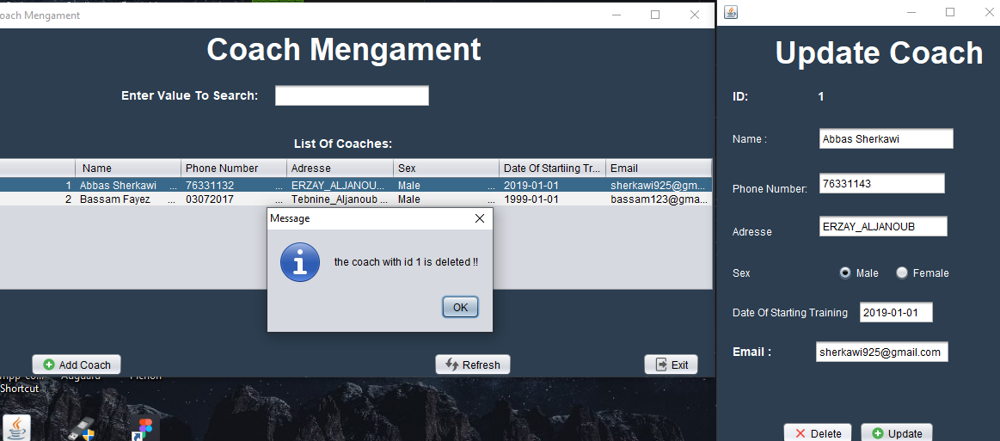 oach Mengament
Coach Mengament
Enter Value To Search:
List Of Coaches:
Name Phone Number Adresse Sex Date Of Startiing Tr... Email
1 Abbas Sherkawi ... 76331132 ... ERZAY_ALJANOU... Male ... 2019-01-01 sherkawi925@gm...
2 Bassam Fayez ... 03072017 ... Tebnine_Aljanoub ... Male ... 1999-01-01 bassam123@gma...
Message
the coach with id 1 is deleted !!
OK
Add Coach Refresh Exit
Shortcut
Update Coach
ID: 1
Name : Abbas Sherkawi
Phone Number: 76331143
Adresse ERZAY_ALJANOUB
Sex Male Female
Date Of Starting Training 2019-01-01
Email : sherkawi925@gmail.com
Delete Update